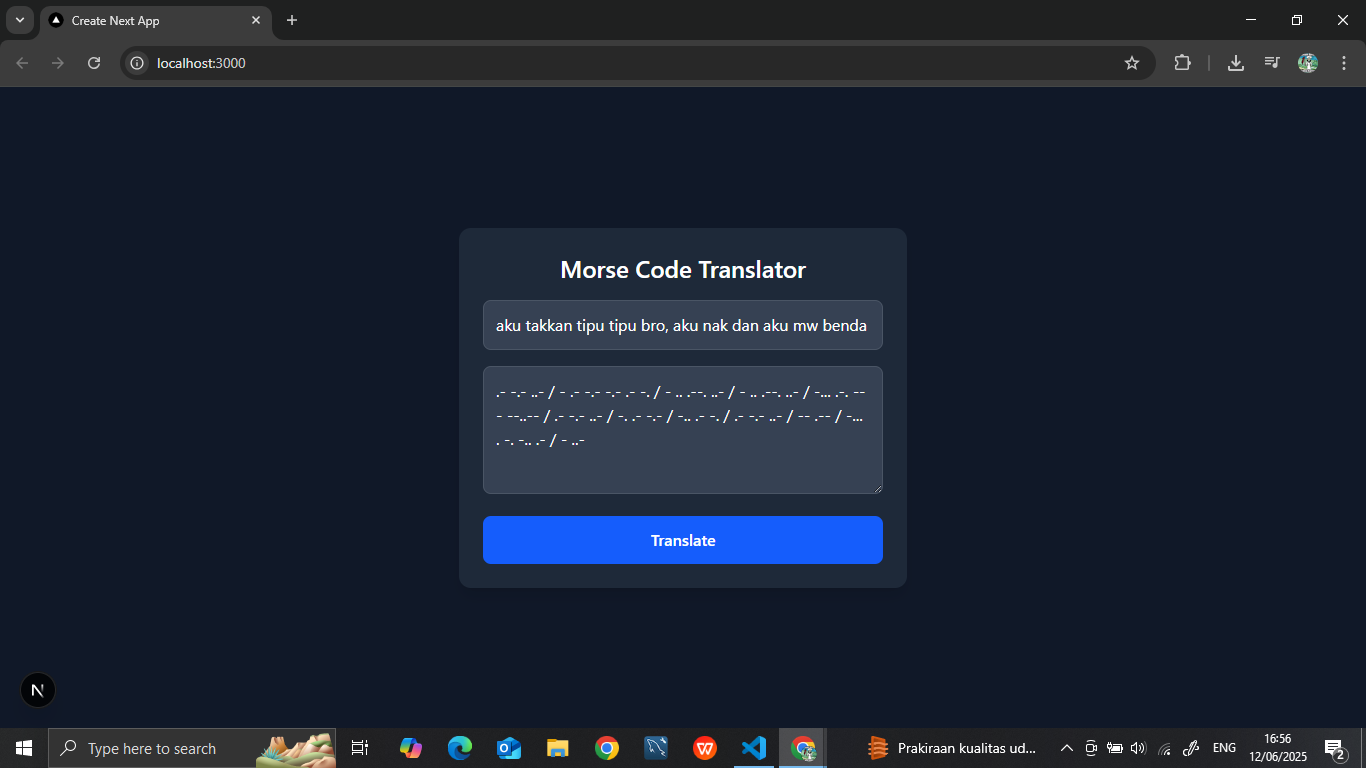 Create Next App
localhost:3000
Morse Code Translator
aku takkan tipu tipu bro, aku nak dan aku mw benda
.- -.- ..- / - .- -.- -.- .- -. / - .. .--. ..- / - .. .--. ..- / -... .-. --
- --..-- / .- -.- ..- / -. .- -.- / -.. .- -. / .- -.- ..- / -- .-- / -...
. -. -.. .- / - ..-
Translate
N
Type here to search
Prakiraan kualitas ud...
ENG
16:56
12/06/2025
2